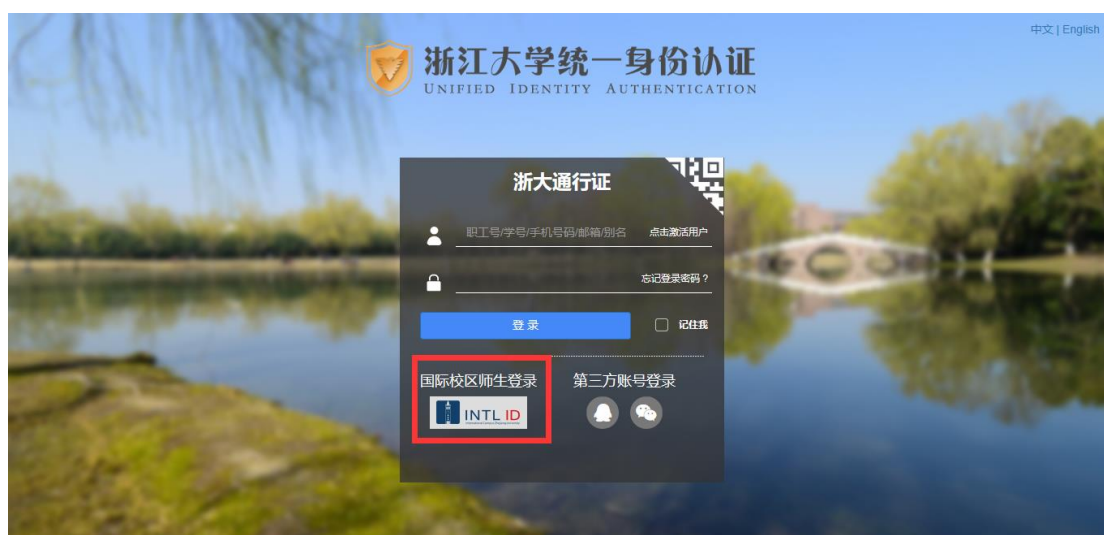 中文 | English
浙江大学统一身份认证
UNIFIED IDENTITY AUTHENTICATION
浙大通行证
职工号/学号/手机号码/邮箱/别名 点击激活用户
忘记登录密码？
登 录 记住我
国际校区师生登录 第三方账号登录
INTL ID